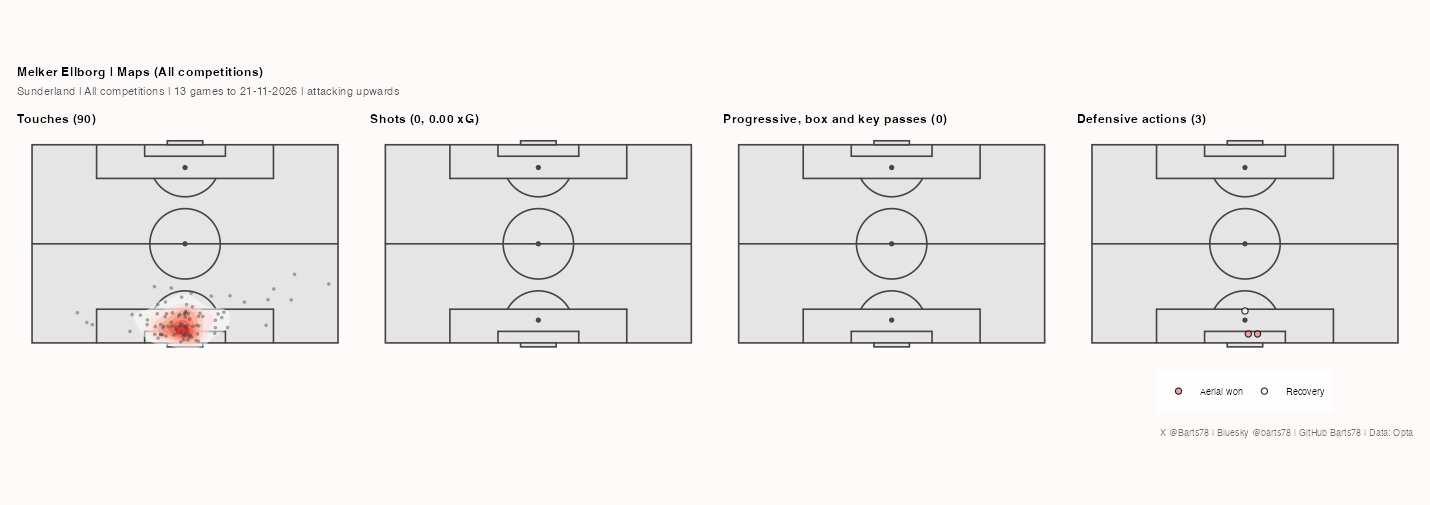 Melker Ellborg | Maps (All competitions)
Sunderland | All competitions | 13 games to 21-11-2026 | attacking upwards
Touches (90)
Shots (0, 0.00 xG)
Progressive, box and key passes (0)
Defensive actions (3)
Aerial won
Recovery
X @Barts78 | Bluesky @barts78 | GitHub Barts78 | Data: Opta